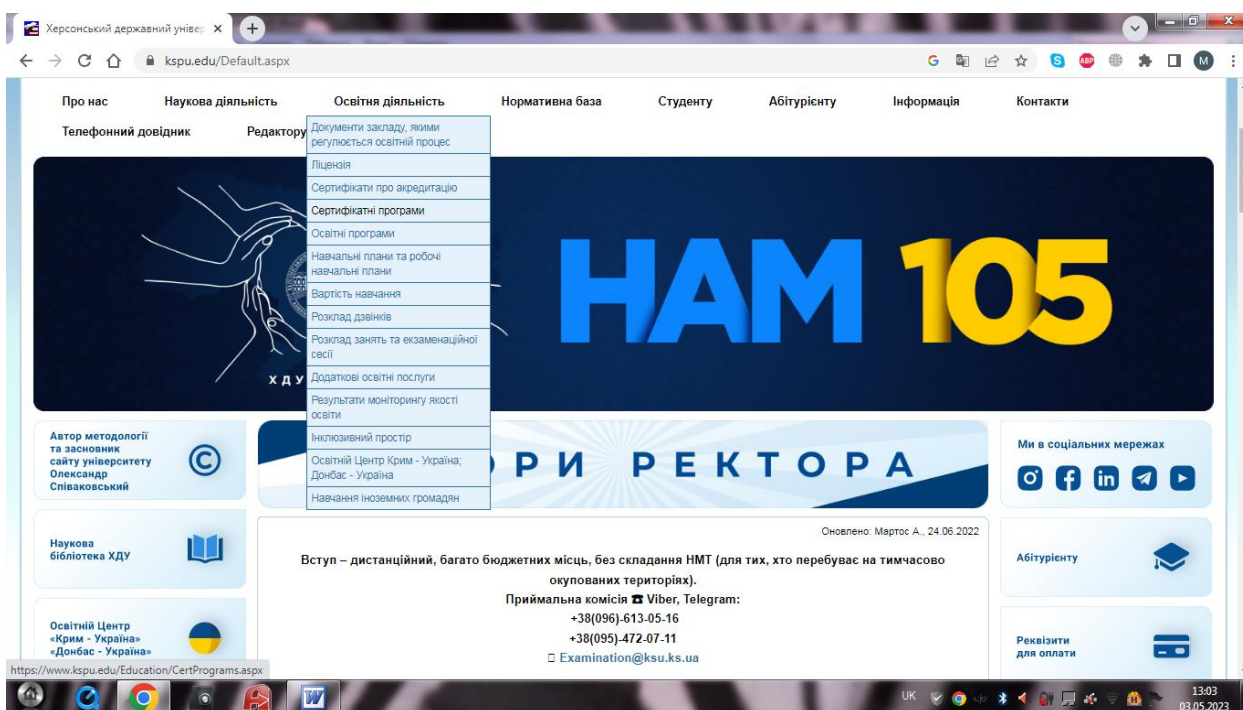 Херсонський державний універ
kspu.edu/Default.aspx
Про нас Наукова діяльність Освітня діяльність Нормативна база Студенту Абітурієнту Інформація Контакти
Телефонний довідник Редактору
Документи закладу, якими
регулюється освітній процес
Ліцензія
Сертифікати про акредитацію
Сертифікатні програми
Освітні програми
Навчальні плани та робочі
навчальні плани
Вартість навчання
Розклад дзвінків
Розклад занять та екзаменаційної
сесії
Додаткові освітні послуги
Результати моніторингу якості
освіти
Інклюзивний простір
Освітній Центр Крим - Україна;
Донбас - Україна
Навчання іноземних громадян
НАМ 105
ХДУ
Автор методології
та засновник
сайту університету
Олександр
Співаковський
РИ РЕКТОРА
Ми в соціальних мережах
Наукова
бібліотека ХДУ
Оновлено: Мартос А., 24.06.2022
Вступ – дистанційний, багато бюджетних місць, без складання НМТ (для тих, хто перебуває на тимчасово
окупованих територіях).
Приймальна комісія ☎ Viber, Telegram:
+38(096)-613-05-16
+38(095)-472-07-11
Examination@ksu.ks.ua
Абітурієнту
Освітній Центр
«Крим - Україна»
«Донбас - Україна»
Реквізити
для оплати
https://www.kspu.edu/Education/CertPrograms.aspx
UK
13:03
03.05.2023